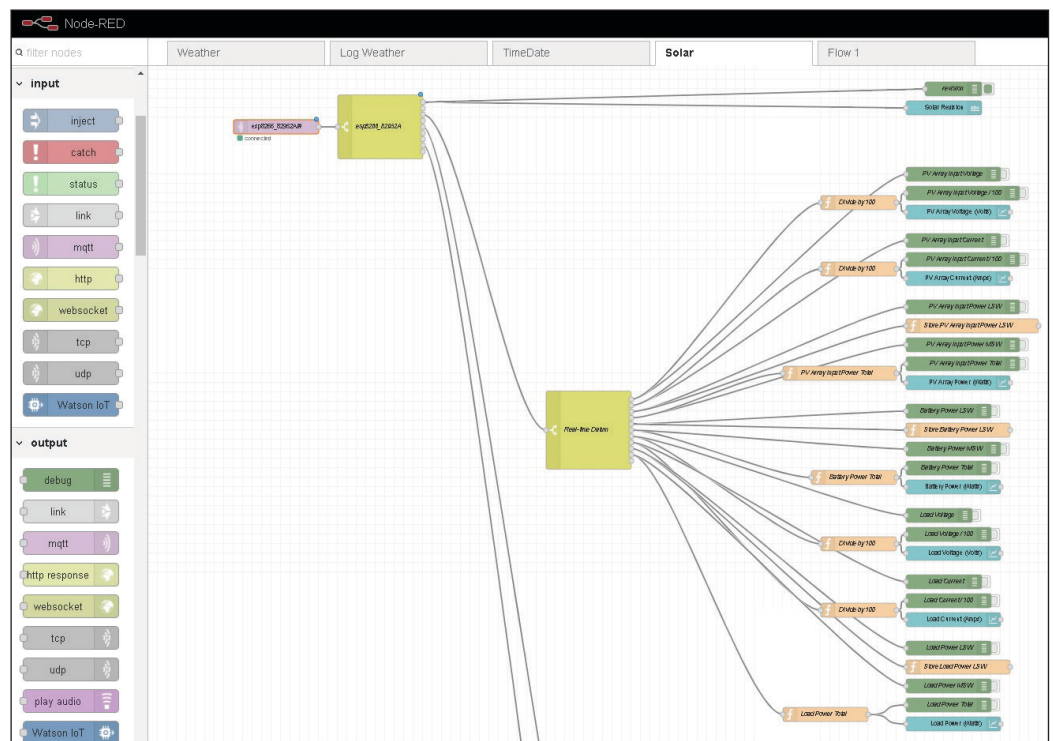 Node-RED
filter nodes
Weather
Log Weather
TimeDate
Solar
Flow 1
input
inject
catch
status
link
mqtt
http
websocket
tcp
udp
Watson IoT
output
debug
link
mqtt
http response
websocket
tcp
udp
play audio
Watson IoT
connected
Revision
Solar Revision
PV Array Input Voltage
Divide by 100
PV Array Input Voltage / 100
PV Array Voltage (Volts)
PV Array Input Current
Divide by 100
PV Array Input Current / 100
PV Array Current (Amps)
PV Array Input Power LSW
Store PV Array Input Power LSW
PV Array Input Power MSW
PV Array Input Power Total
PV Array Input Power Total
PV Array Power (Watts)
Battery Power LSW
Store Battery Power LSW
Battery Power MSW
Battery Power Total
Battery Power Total
Battery Power (Watts)
Load Voltage
Divide by 100
Load Voltage / 100
Load Voltage (Volts)
Load Current
Divide by 100
Load Current / 100
Load Current (Amps)
Load Power LSW
Store Load Power LSW
Load Power MSW
Load Power Total
Load Power Total
Load Power (Watts)